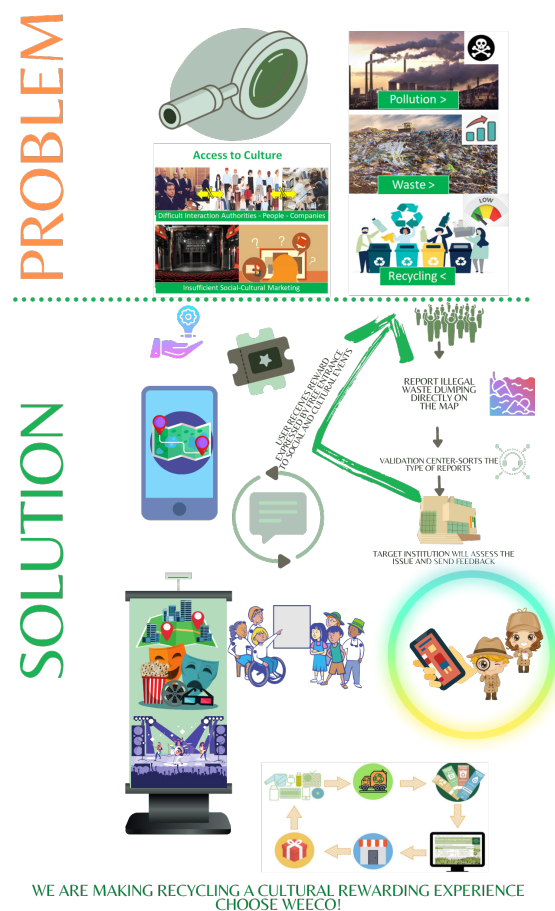 PROBLEM
Pollution >
Waste >
LOW
Recycling <
Access to Culture
Difficult Interaction Authorities - People - Companies
Insufficient Social-Cultural Marketing
SOLUTION
USER RECEIVES REWARD
EXPRESSED BY FREE ENTRANCE
TO SOCIAL AND CULTURAL EVENTS
REPORT ILLEGAL
WASTE DUMPING
DIRECTLY ON
THE MAP
VALIDATION CENTER-SORTS THE
TYPE OF REPORTS
TARGET INSTITUTION WILL ASSESS THE
ISSUE AND SEND FEEDBACK
WE ARE MAKING RECYCLING A CULTURAL REWARDING EXPERIENCE
CHOOSE WEECO!